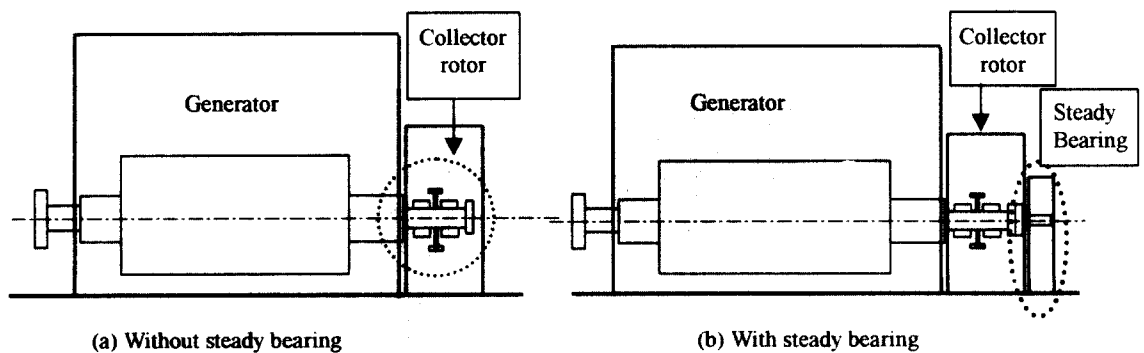 Collector
rotor
Generator
(a) Without steady bearing
Collector
rotor
Generator
Steady
Bearing
(b) With steady bearing